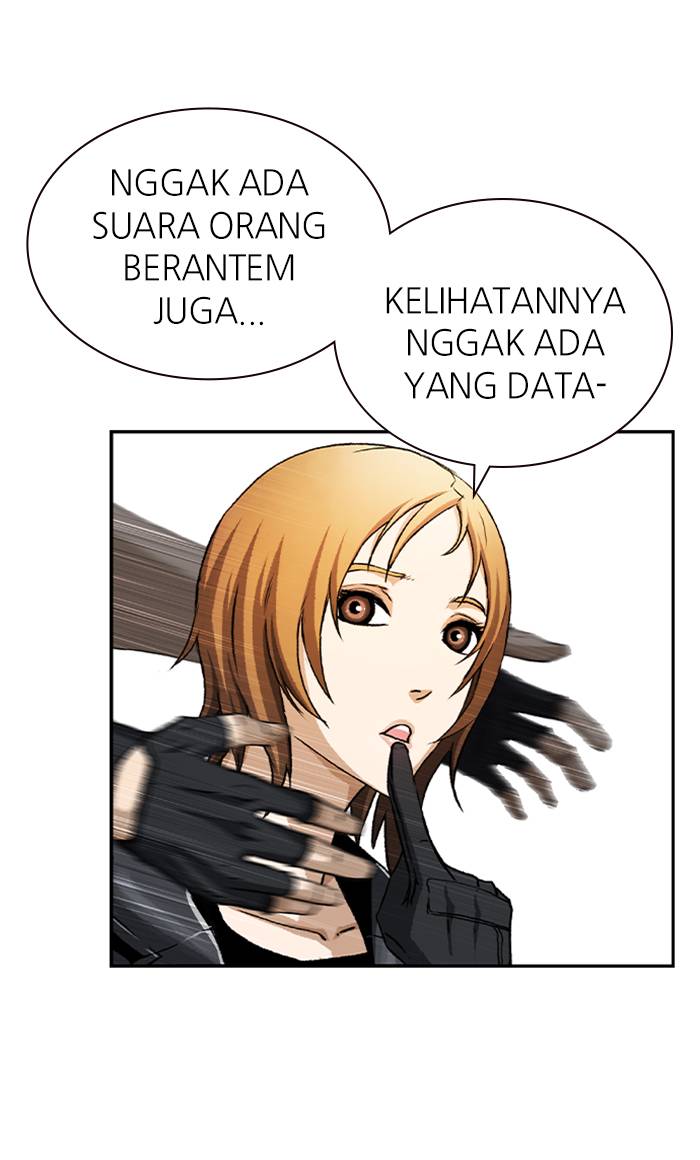 NGGAK ADA
SUARA ORANG
BERANTEM
JUGA...
KELIHATANNYA
NGGAK ADA
YANG DATA-